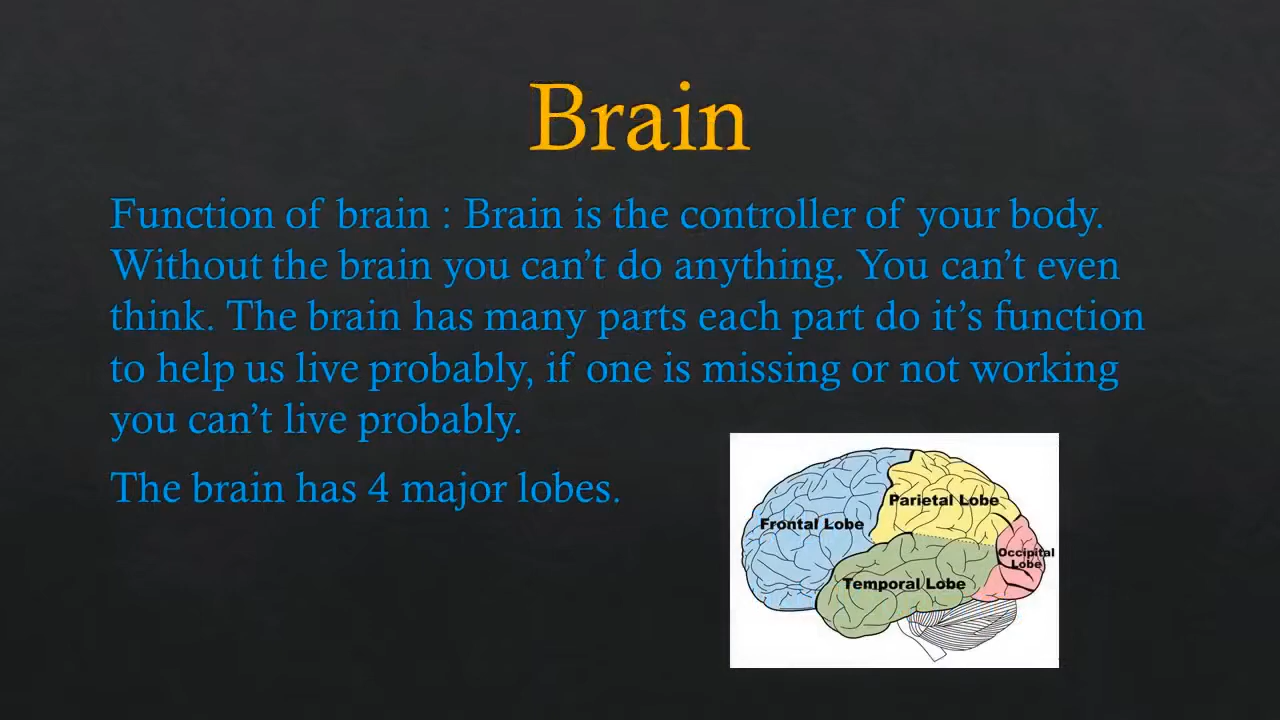 Brain
Function of brain : Brain is the controller of your body.
Without the brain you can't do anything. You can't even
think. The brain has many parts each part do it's function
to help us live probably, if one is missing or not working
you can't live probably.
The brain has 4 major lobes.
Parietal Lobe
Frontal Lobe
Occipital
Lobe
Temporal Lobe